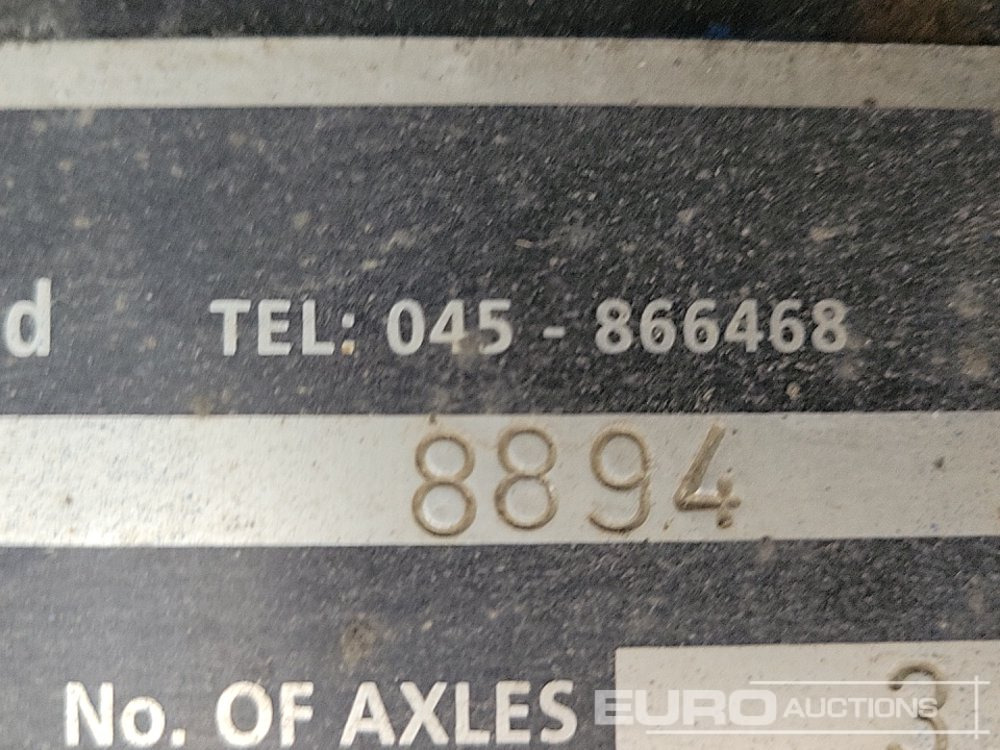 d TEL: 045 - 866468
8894
No. OF AXLES 3
EURO AUCTIONS